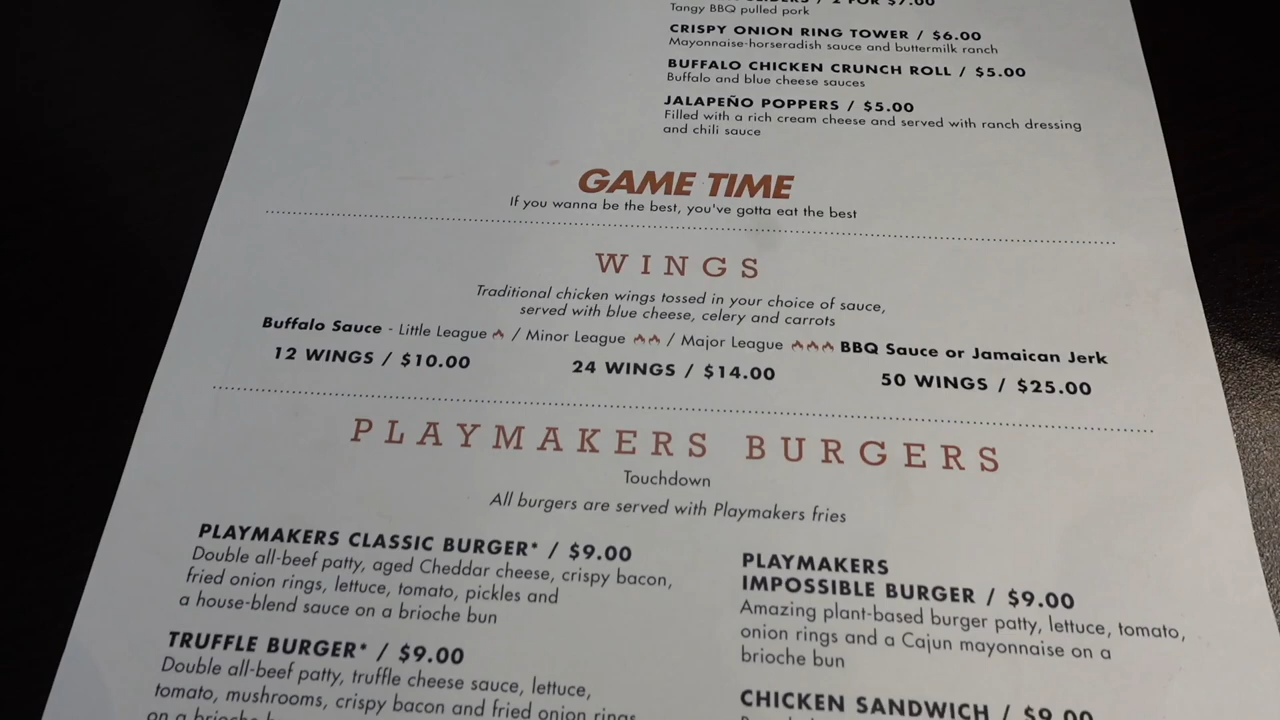 SLIDERS / 2 FOR $7.00
Tangy BBQ pulled pork
CRISPY ONION RING TOWER / $6.00
Mayonnaise-horseradish sauce and buttermilk ranch
BUFFALO CHICKEN CRUNCH ROLL / $5.00
Buffalo and blue cheese sauces
JALAPEÑO POPPERS / $5.00
Filled with a rich cream cheese and served with ranch dressing
and chili sauce
GAME TIME
If you wanna be the best, you've gotta eat the best
WINGS
Traditional chicken wings tossed in your choice of sauce,
served with blue cheese, celery and carrots
Buffalo Sauce - Little League / Minor League / Major League BBQ Sauce or Jamaican Jerk
12 WINGS / $10.00 24 WINGS / $14.00 50 WINGS / $25.00
PLAYMAKERS BURGERS
Touchdown
All burgers are served with Playmakers fries
PLAYMAKERS CLASSIC BURGER* / $9.00
Double all-beef patty, aged Cheddar cheese, crispy bacon,
fried onion rings, lettuce, tomato, pickles and
a house-blend sauce on a brioche bun
TRUFFLE BURGER* / $9.00
Double all-beef patty, truffle cheese sauce, lettuce,
tomato, mushrooms, crispy bacon and fried onion rings
on a brioche
PLAYMAKERS
IMPOSSIBLE BURGER / $9.00
Amazing plant-based burger patty, lettuce, tomato,
onion rings and a Cajun mayonnaise on a
brioche bun
CHICKEN SANDWICH / $9.00